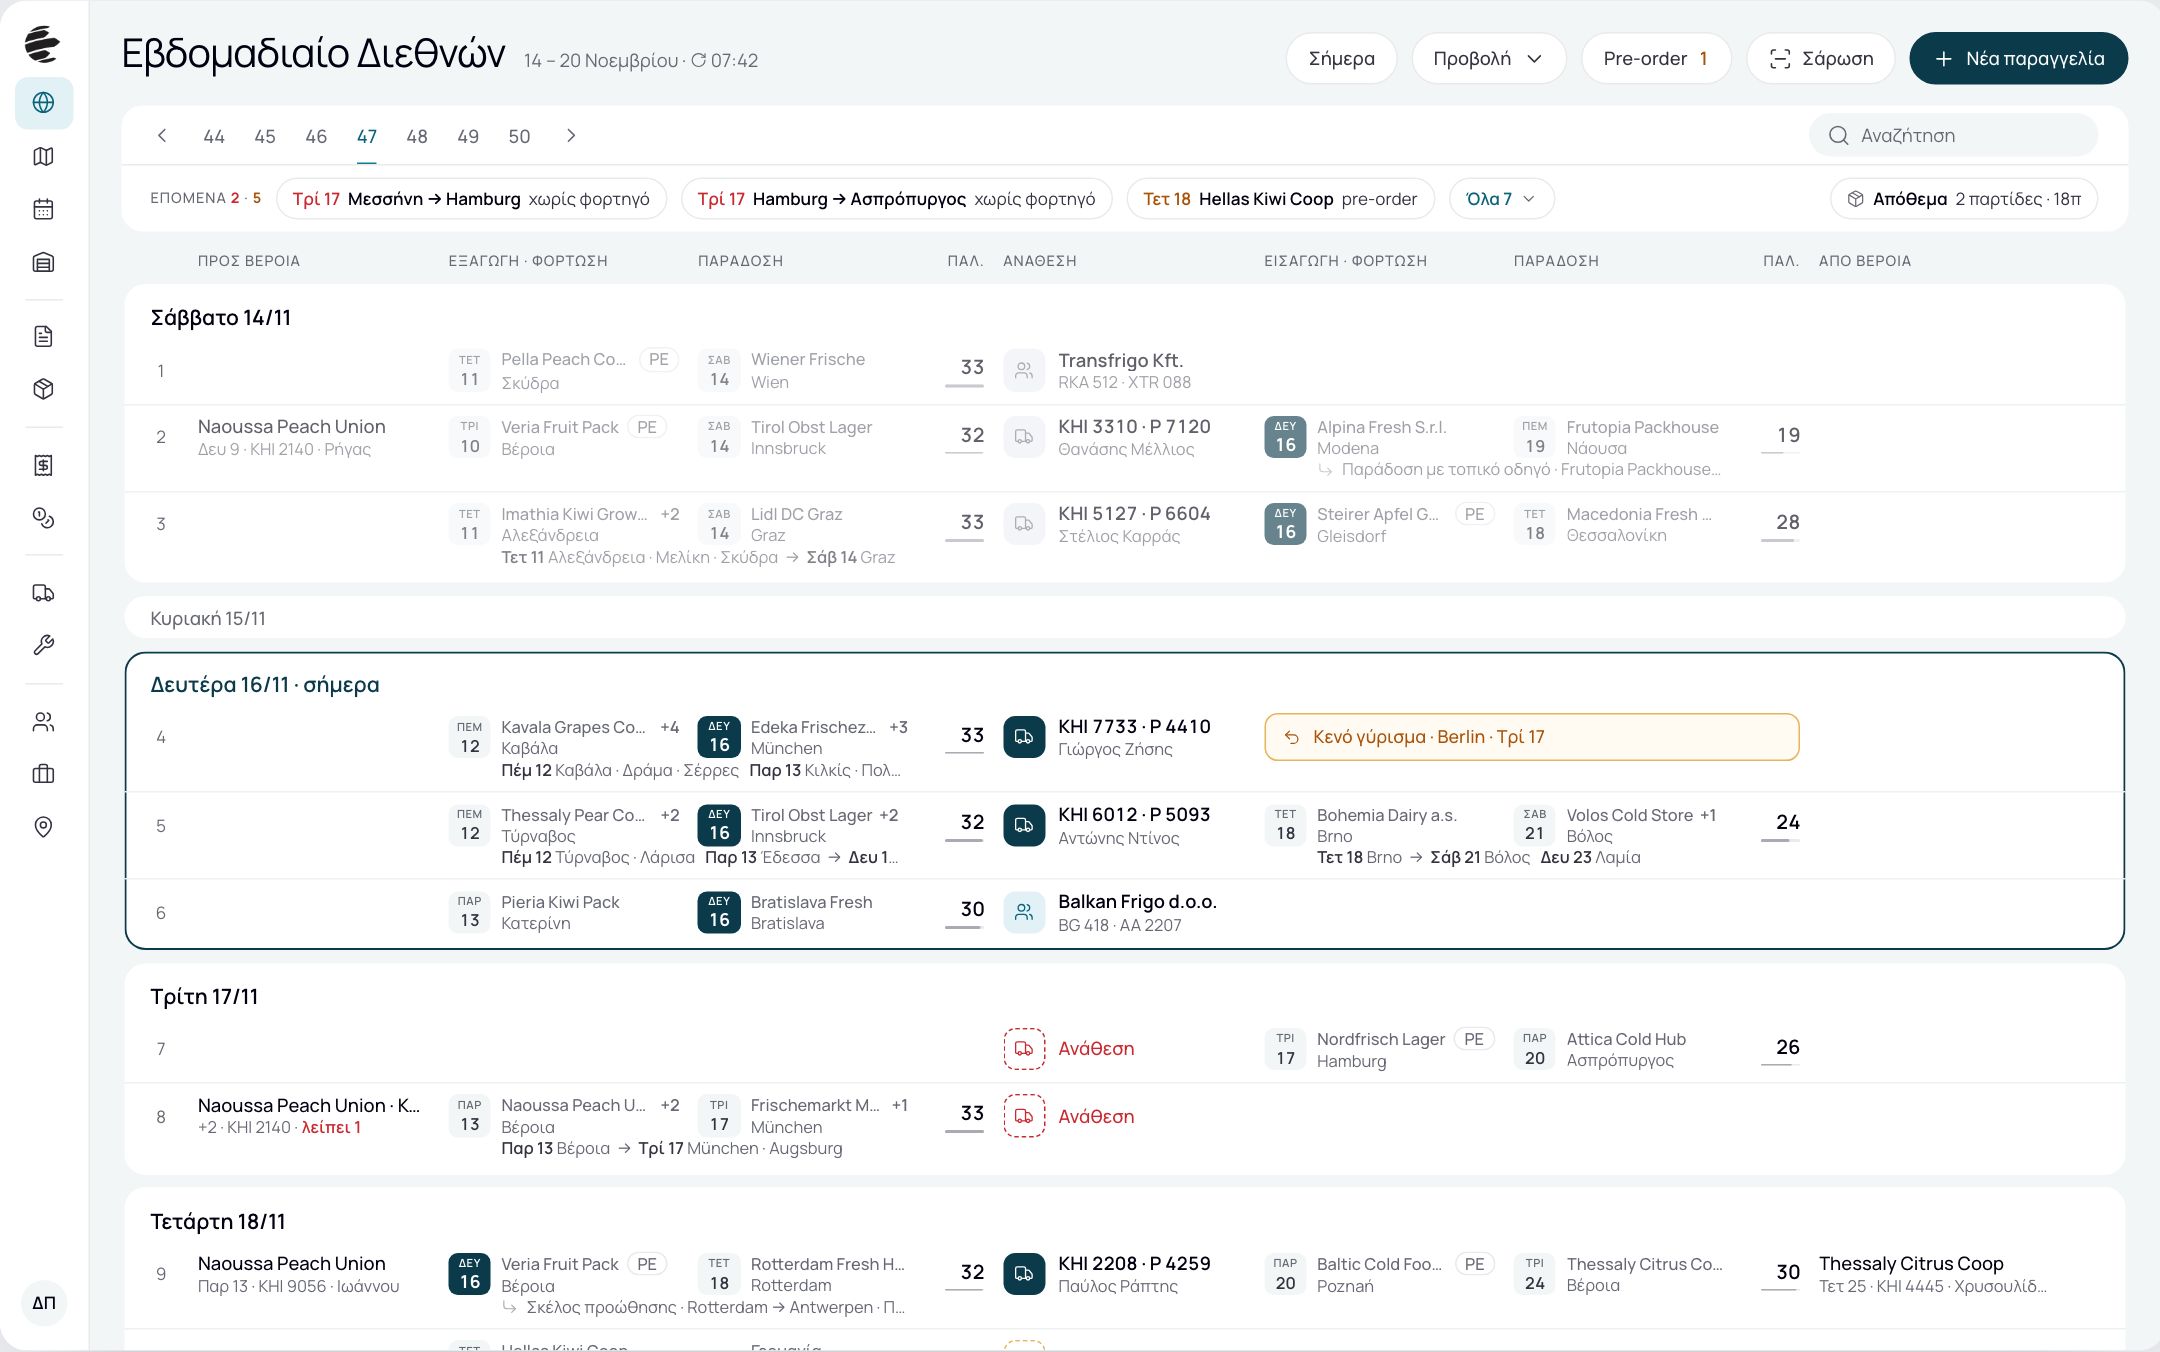 Εβδομαδιαίο Διεθνών
14 – 20 Νοεμβρίου · 07:42
Σήμερα
Προβολή
Pre-order 1
Σάρωση
Νέα παραγγελία
44 45 46 47 48 49 50
Αναζήτηση
ΕΠΟΜΕΝΑ 2 · 5
Τρί 17 Μεσσήνη → Hamburg χωρίς φορτηγό
Τρί 17 Hamburg → Ασπρόπυργος χωρίς φορτηγό
Τετ 18 Hellas Kiwi Coop pre-order
Όλα 7
Απόθεμα 2 παρτίδες · 18π
ΠΡΟΣ ΒΕΡΟΙΑ ΕΞΑΓΩΓΗ · ΦΟΡΤΩΣΗ ΠΑΡΑΔΟΣΗ ΠΑΛ. ΑΝΑΘΕΣΗ ΕΙΣΑΓΩΓΗ · ΦΟΡΤΩΣΗ ΠΑΡΑΔΟΣΗ ΠΑΛ. ΑΠΟ ΒΕΡΟΙΑ
Σάββατο 14/11
1 ΤΕΤ 11 Pella Peach Co... PE ΣΑΒ 14 Wiener Frische 33 Transfrigo Kft.
Σκύδρα Wien RKA 512 · XTR 088
2 Naoussa Peach Union ΤΡΙ 10 Veria Fruit Pack PE ΣΑΒ 14 Tirol Obst Lager 32 ΚΗΙ 3310 · Ρ 7120 ΔΕΥ 16 Alpina Fresh S.r.l. ΠΕΜ 19 Frutopia Packhouse 19
Δευ 9 · ΚΗΙ 2140 · Ρήγας Βέροια Innsbruck Θανάσης Μέλλιος Modena Νάουσα
Παράδοση με τοπικό οδηγό · Frutopia Packhouse...
3 ΤΕΤ 11 Imathia Kiwi Grow... +2 ΣΑΒ 14 Lidl DC Graz 33 ΚΗΙ 5127 · Ρ 6604 ΔΕΥ 16 Steirer Apfel G... PE ΤΕΤ 18 Macedonia Fresh ... 28
Αλεξάνδρεια Graz Στέλιος Καρράς Gleisdorf Θεσσαλονίκη
Τετ 11 Αλεξάνδρεια · Μελίκη · Σκύδρα → Σάβ 14 Graz
Κυριακή 15/11
Δευτέρα 16/11 · σήμερα
4 ΠΕΜ 12 Kavala Grapes Co... +4 ΔΕΥ 16 Edeka Frischez... +3 33 ΚΗΙ 7733 · Ρ 4410 Κενό γύρισμα · Berlin · Τρί 17
Καβάλα München Γιώργος Ζήσης
Πέμ 12 Καβάλα · Δράμα · Σέρρες Παρ 13 Κιλκίς · Πολ...
5 ΠΕΜ 12 Thessaly Pear Co... +2 ΔΕΥ 16 Tirol Obst Lager +2 32 ΚΗΙ 6012 · Ρ 5093 ΤΕΤ 18 Bohemia Dairy a.s. ΣΑΒ 21 Volos Cold Store +1 24
Τύρναβος Innsbruck Αντώνης Ντίνος Brno Βόλος
Πέμ 12 Τύρναβος · Λάρισα Παρ 13 Έδεσσα → Δευ 1... Τετ 18 Brno → Σάβ 21 Βόλος Δευ 23 Λαμία
6 ΠΑΡ 13 Pieria Kiwi Pack ΔΕΥ 16 Bratislava Fresh 30 Balkan Frigo d.o.o.
Κατερίνη Bratislava BG 418 · AA 2207
Τρίτη 17/11
7 Ανάθεση ΤΡΙ 17 Nordfrisch Lager PE ΠΑΡ 20 Attica Cold Hub 26
Hamburg Ασπρόπυργος
8 Naoussa Peach Union · K... ΠΑΡ 13 Naoussa Peach U... +2 ΤΡΙ 17 Frischemarkt M... +1 33 Ανάθεση
+2 · ΚΗΙ 2140 · λείπει 1 Βέροια München
Παρ 13 Βέροια → Τρί 17 München · Augsburg
Τετάρτη 18/11
9 Naoussa Peach Union ΔΕΥ 16 Veria Fruit Pack PE ΤΕΤ 18 Rotterdam Fresh H... 32 ΚΗΙ 2208 · Ρ 4259 ΠΑΡ 20 Baltic Cold Foo... PE ΤΡΙ 24 Thessaly Citrus Co... 30 Thessaly Citrus Coop
Παρ 13 · ΚΗΙ 9056 · Ιωάννου Βέροια Rotterdam Παύλος Ράπτης Poznań Βέροια Τετ 25 · ΚΗΙ 4445 · Χρυσουλίδ...
Σκέλος προώθησης · Rotterdam → Antwerpen · Π...
ΔΠ